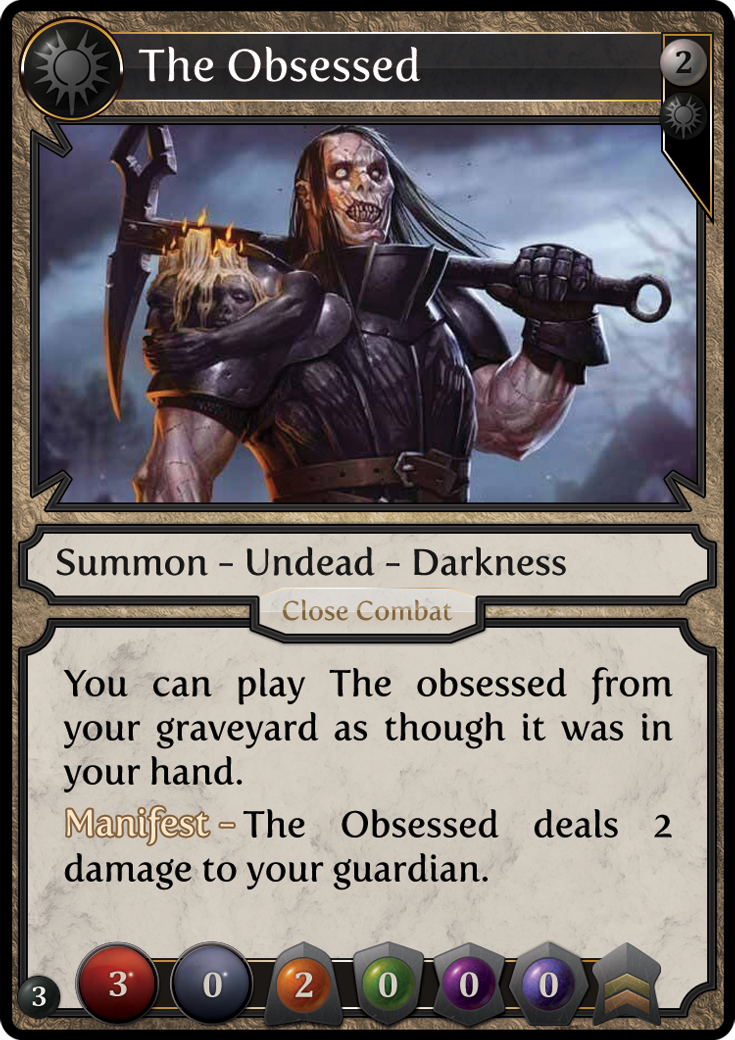 The Obsessed
2
Summon - Undead - Darkness
Close Combat
You can play The obsessed from
your graveyard as though it was in
your hand.
Manifest - The Obsessed deals 2
damage to your guardian.
3 3 0 2 0 0 0